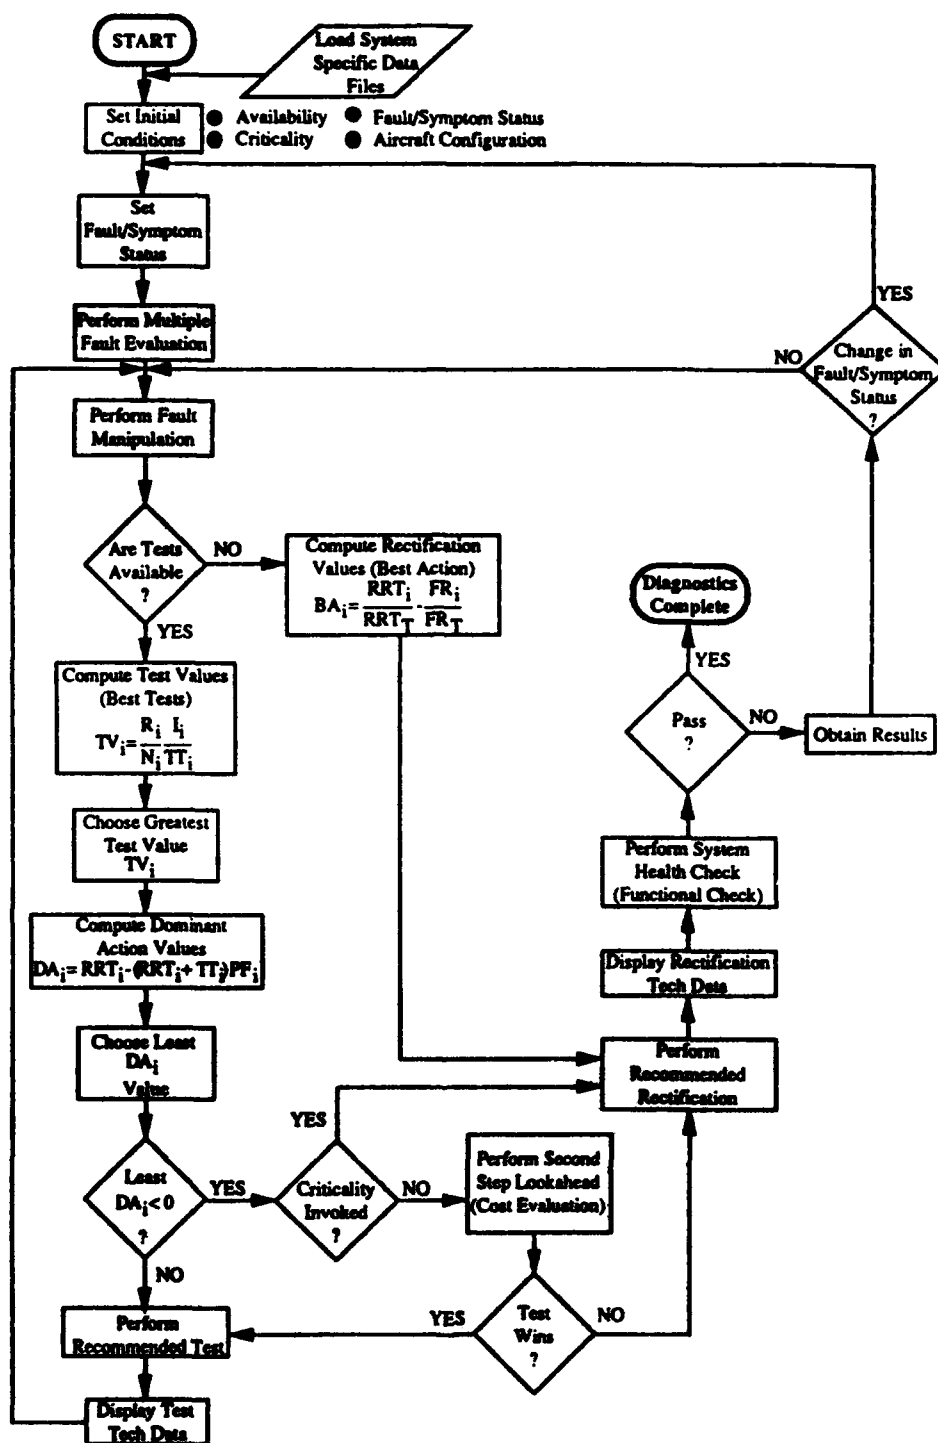 START
Load System
Specific Data
Files
Set Initial
Conditions
● Availability ● Fault/Symptom Status
● Criticality ● Aircraft Configuration
Set
Fault/Symptom
Status
YES
Perform Multiple
Fault Evaluation
NO
Change in
Fault/Symptom
Status
?
Perform Fault
Manipulation
Are Tests
Available
?
NO
YES
Compute Rectification
Values (Best Action)
BA_i = RRT_i/RRT_T - FR_i/FR_T
Diagnostics
Complete
YES
Pass
?
NO
Obtain Results
Compute Test Values
(Best Tests)
TV_i = R_i/N_i I_i/TT_i
Choose Greatest
Test Value
TV_i
Perform System
Health Check
(Functional Check)
Compute Dominant
Action Values
DA_i = RRT_i-(RRT_i + TT_i)PF_i
Display Rectification
Tech Data
Choose Least
DA_i
Value
Perform
Recommended
Rectification
YES
Least
DA_i < 0
?
YES
NO
Criticality
Invoked
?
NO
Perform Second
Step Lookahead
(Cost Evaluation)
Perform
Recommended Test
YES
Test
Wins
?
NO
Display Test
Tech Data